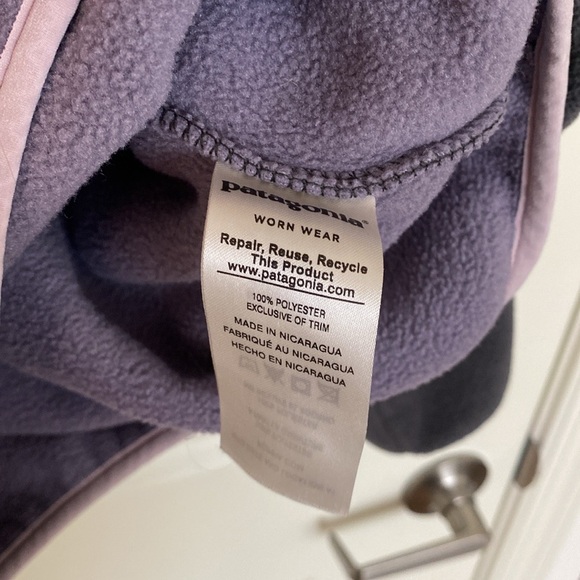 patagonia®
WORN WEAR
Repair, Reuse, Recycle
This Product
www.patagonia.com
100% POLYESTER
EXCLUSIVE OF TRIM
MADE IN NICARAGUA
FABRIQUÉ AU NICARAGUA
HECHO EN NICARAGUA